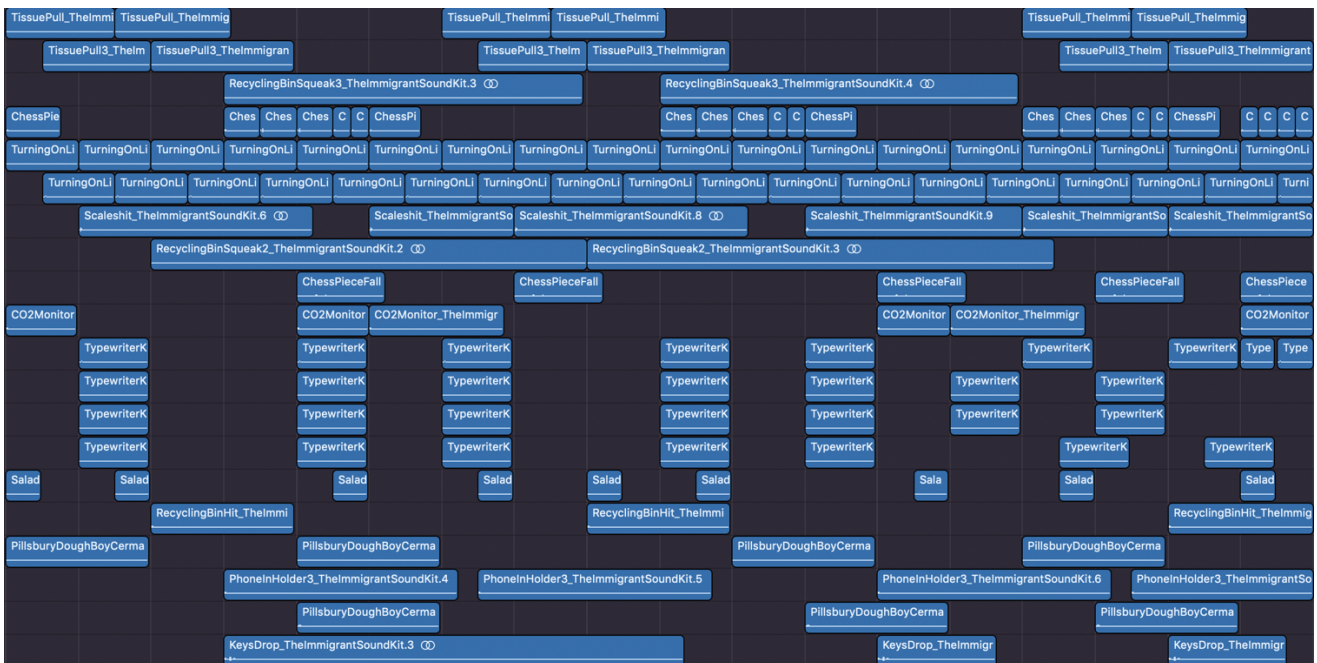 TissuePull_TheImmi TissuePull_TheImmig TissuePull_TheImmi TissuePull_TheImmi TissuePull_TheImmi TissuePull_TheImmig
TissuePull3_TheIm TissuePull3_TheImmigran TissuePull3_TheIm TissuePull3_TheImmigran TissuePull3_TheIm TissuePull3_TheImmigrant
RecyclingBinSqueak3_TheImmigrantSoundKit.3 RecyclingBinSqueak3_TheImmigrantSoundKit.4
ChessPie Ches Ches Ches C C ChessPi Ches Ches Ches C C ChessPi Ches Ches Ches C C ChessPi C C C C
TurningOnLi TurningOnLi TurningOnLi TurningOnLi TurningOnLi TurningOnLi TurningOnLi TurningOnLi TurningOnLi TurningOnLi TurningOnLi TurningOnLi TurningOnLi TurningOnLi TurningOnLi TurningOnLi TurningOnLi TurningOnLi
TurningOnLi TurningOnLi TurningOnLi TurningOnLi TurningOnLi TurningOnLi TurningOnLi TurningOnLi TurningOnLi TurningOnLi TurningOnLi TurningOnLi TurningOnLi TurningOnLi TurningOnLi TurningOnLi TurningOnLi Turni
Scaleshit_TheImmigrantSoundKit.6 Scaleshit_TheImmigrantSo Scaleshit_TheImmigrantSoundKit.8 Scaleshit_TheImmigrantSoundKit.9 Scaleshit_TheImmigrantSo Scaleshit_TheImmigrantSo
RecyclingBinSqueak2_TheImmigrantSoundKit.2 RecyclingBinSqueak2_TheImmigrantSoundKit.3
ChessPieceFall ChessPieceFall ChessPieceFall ChessPieceFall ChessPiece
CO2Monitor CO2Monitor CO2Monitor_TheImmigr CO2Monitor CO2Monitor_TheImmigr CO2Monitor
TypewriterK TypewriterK TypewriterK TypewriterK TypewriterK TypewriterK TypewriterK Type Type
TypewriterK TypewriterK TypewriterK TypewriterK TypewriterK TypewriterK TypewriterK
TypewriterK TypewriterK TypewriterK TypewriterK TypewriterK TypewriterK TypewriterK
TypewriterK TypewriterK TypewriterK TypewriterK TypewriterK TypewriterK TypewriterK
Salad Salad Salad Salad Salad Salad Sala Salad Salad
RecyclingBinHit_TheImmi RecyclingBinHit_TheImmi RecyclingBinHit_TheImmig
PillsburyDoughBoyCerma PillsburyDoughBoyCerma PillsburyDoughBoyCerma PillsburyDoughBoyCerma
PhoneInHolder3_TheImmigrantSoundKit.4 PhoneInHolder3_TheImmigrantSoundKit.5 PhoneInHolder3_TheImmigrantSoundKit.6 PhoneInHolder3_TheImmigrantSo
PillsburyDoughBoyCerma PillsburyDoughBoyCerma PillsburyDoughBoyCerma
KeysDrop_TheImmigrantSoundKit.3 KeysDrop_TheImmigr KeysDrop_TheImmigr